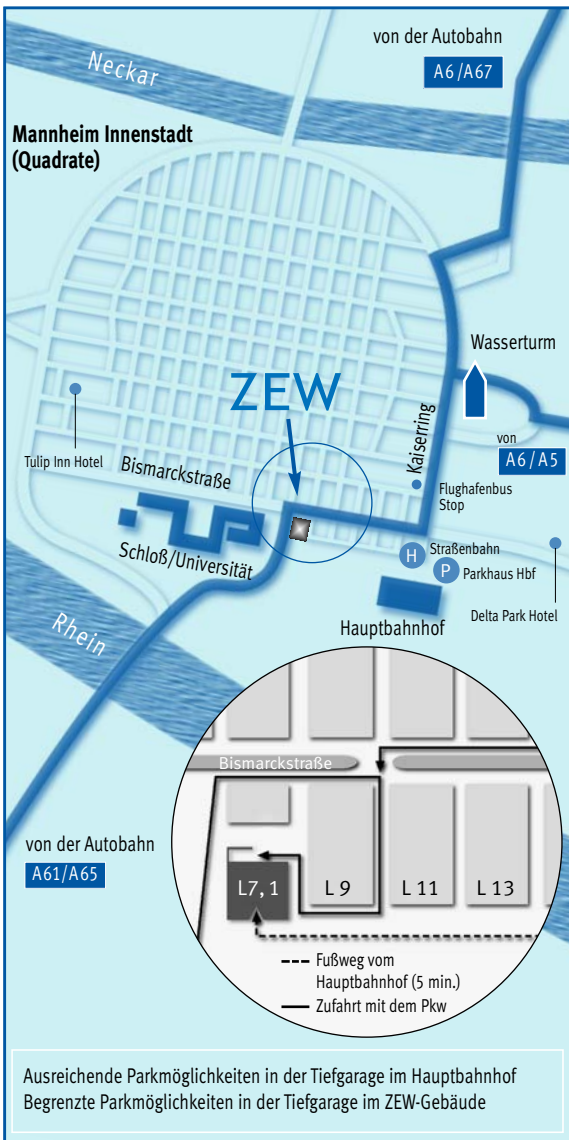 von der Autobahn
A6/A67
Neckar
Mannheim Innenstadt
(Quadrate)
Wasserturm
ZEW
Kaiserring
von
A6/A5
Tulip Inn Hotel
Bismarckstraße
Flughafenbus
Stop
Schloß/Universität
H
Straßenbahn
P
Parkhaus Hbf
Hauptbahnhof
Delta Park Hotel
Rhein
Bismarckstraße
von der Autobahn
A61/A65
L7, 1
L 9
L 11
L 13
Fußweg vom
Hauptbahnhof (5 min.)
Zufahrt mit dem Pkw
Ausreichende Parkmöglichkeiten in der Tiefgarage im Hauptbahnhof
Begrenzte Parkmöglichkeiten in der Tiefgarage im ZEW-Gebäude